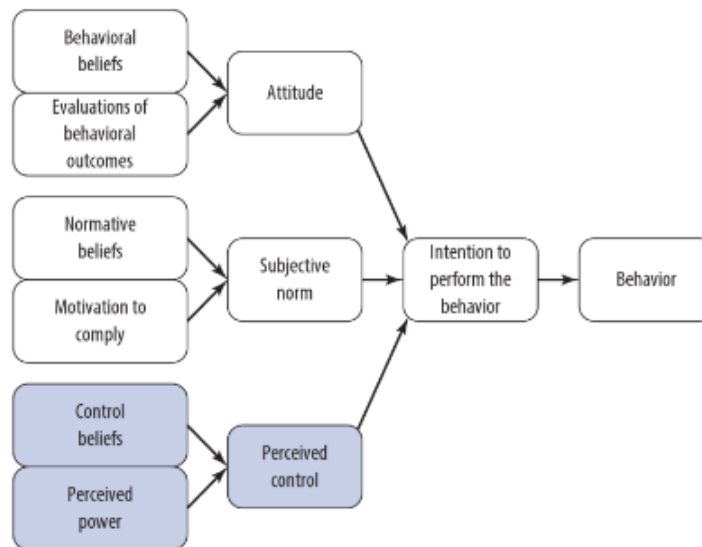 Behavioral
beliefs
Evaluations of
behavioral
outcomes
Attitude
Normative
beliefs
Motivation to
comply
Subjective
norm
Control
beliefs
Perceived
power
Perceived
control
Intention to
perform the
behavior
Behavior